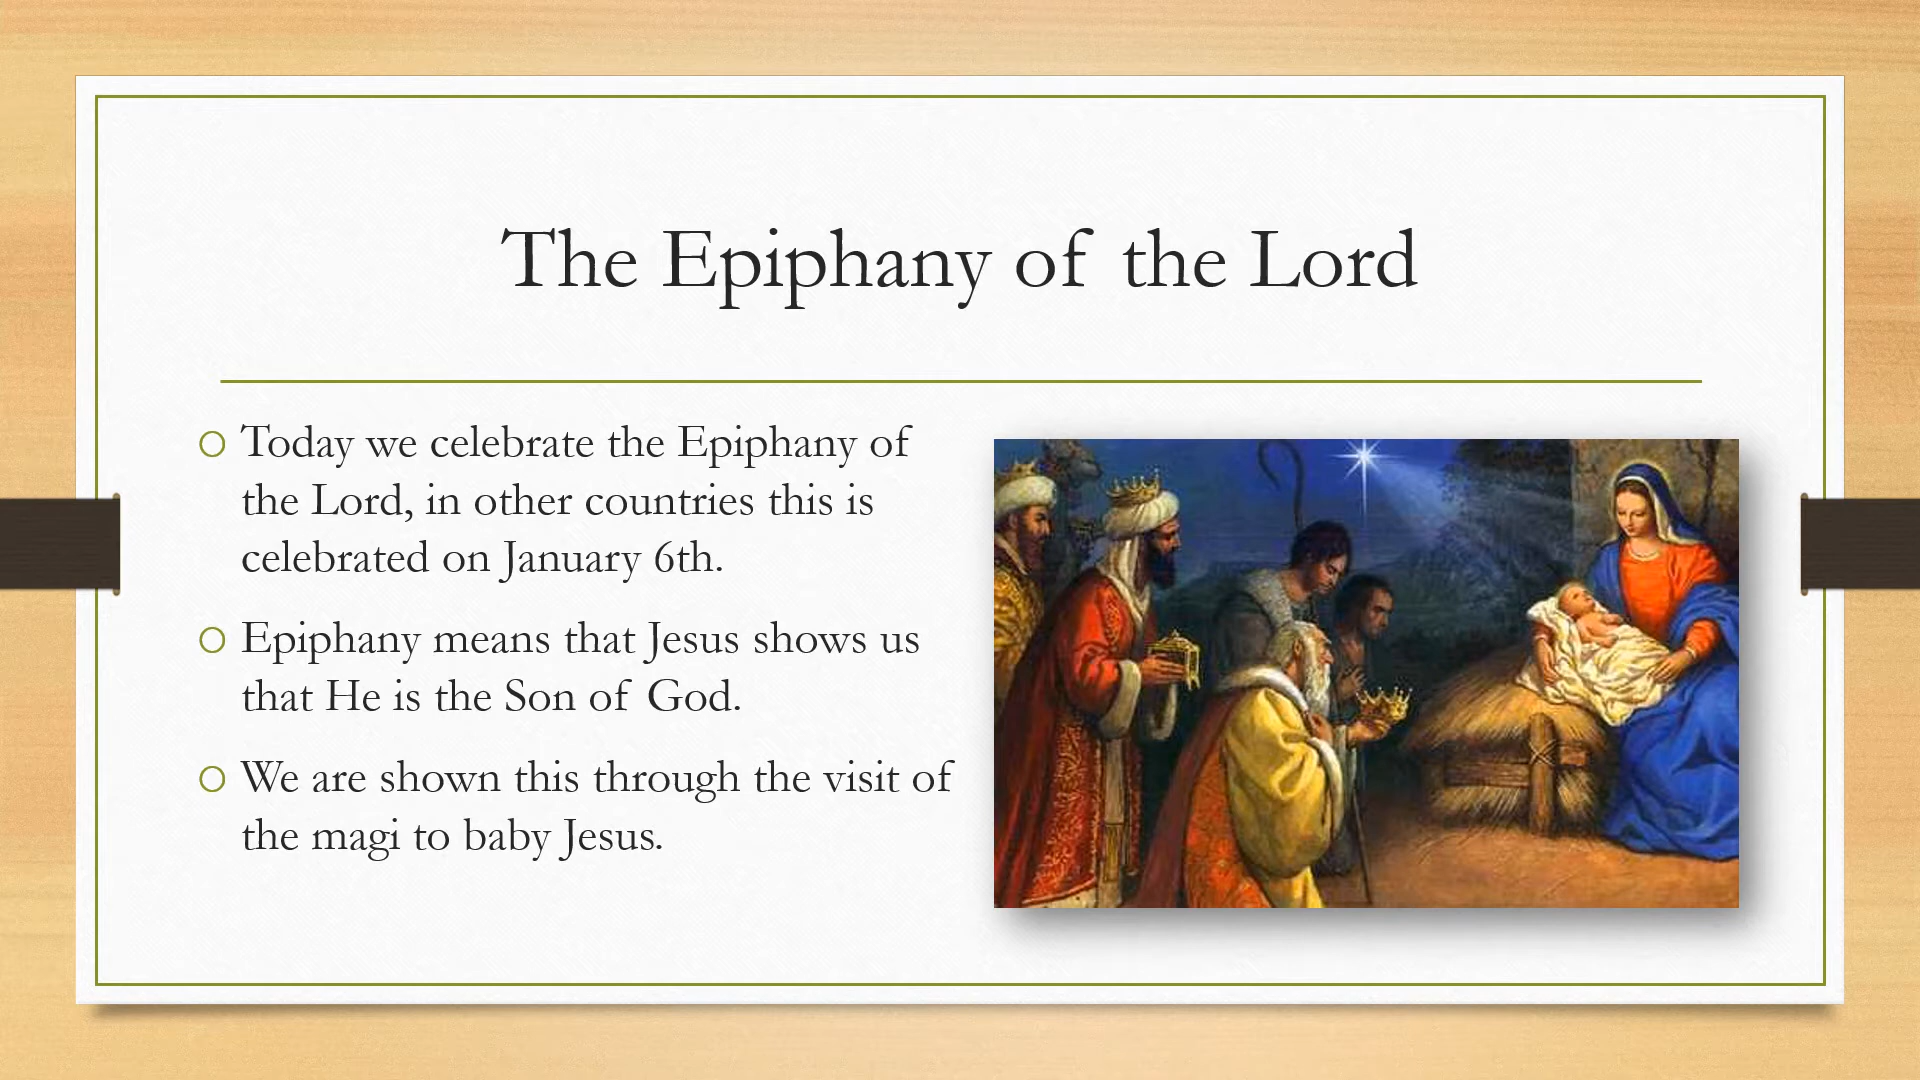 The Epiphany of the Lord
Today we celebrate the Epiphany of
the Lord, in other countries this is
celebrated on January 6th.
Epiphany means that Jesus shows us
that He is the Son of God.
We are shown this through the visit of
the magi to baby Jesus.